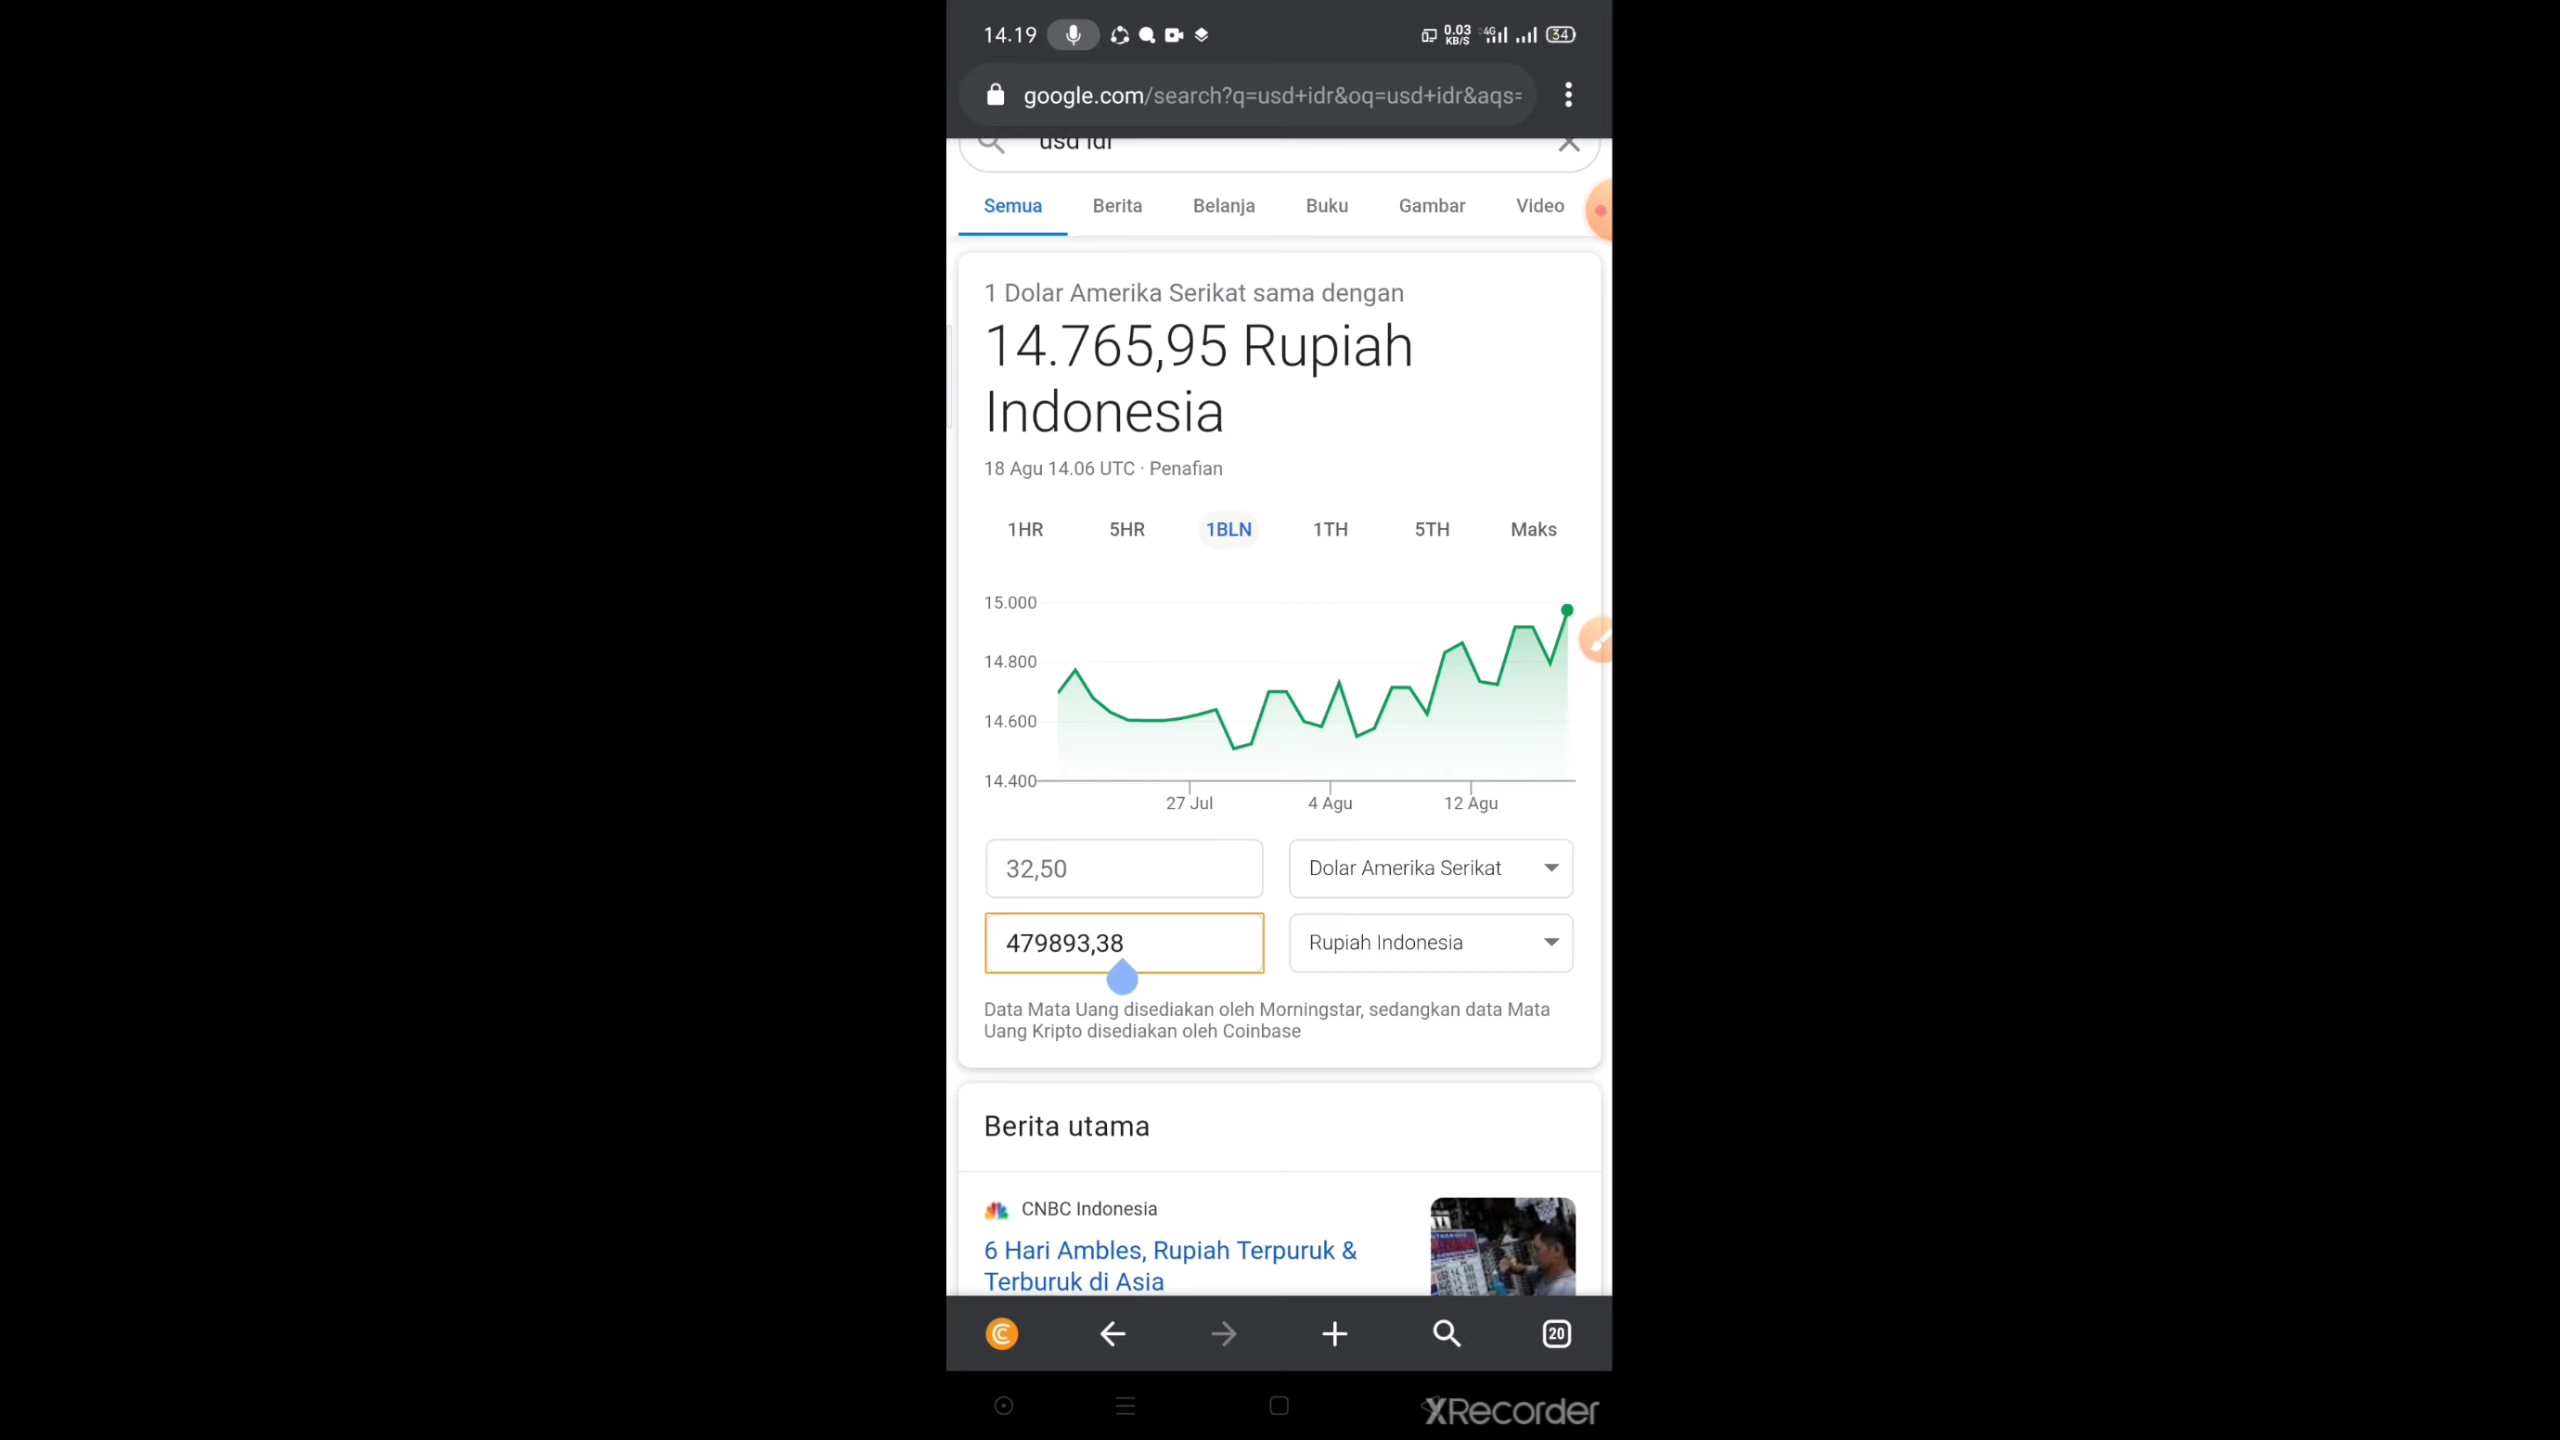 14.19
0.03
KB/S
4G
34
google.com/search?q=usd+idr&oq=usd+idr&aqs=
usd idr
Semua
Berita
Belanja
Buku
Gambar
Video
1 Dolar Amerika Serikat sama dengan
14.765,95 Rupiah
Indonesia
18 Agu 14.06 UTC · Penafian
1HR
5HR
1BLN
1TH
5TH
Maks
15.000
14.800
14.600
14.400
27 Jul
4 Agu
12 Agu
32,50
Dolar Amerika Serikat
479893,38
Rupiah Indonesia
Data Mata Uang disediakan oleh Morningstar, sedangkan data Mata
Uang Kripto disediakan oleh Coinbase
Berita utama
CNBC Indonesia
6 Hari Ambles, Rupiah Terpuruk &
Terburuk di Asia
20
XRecorder